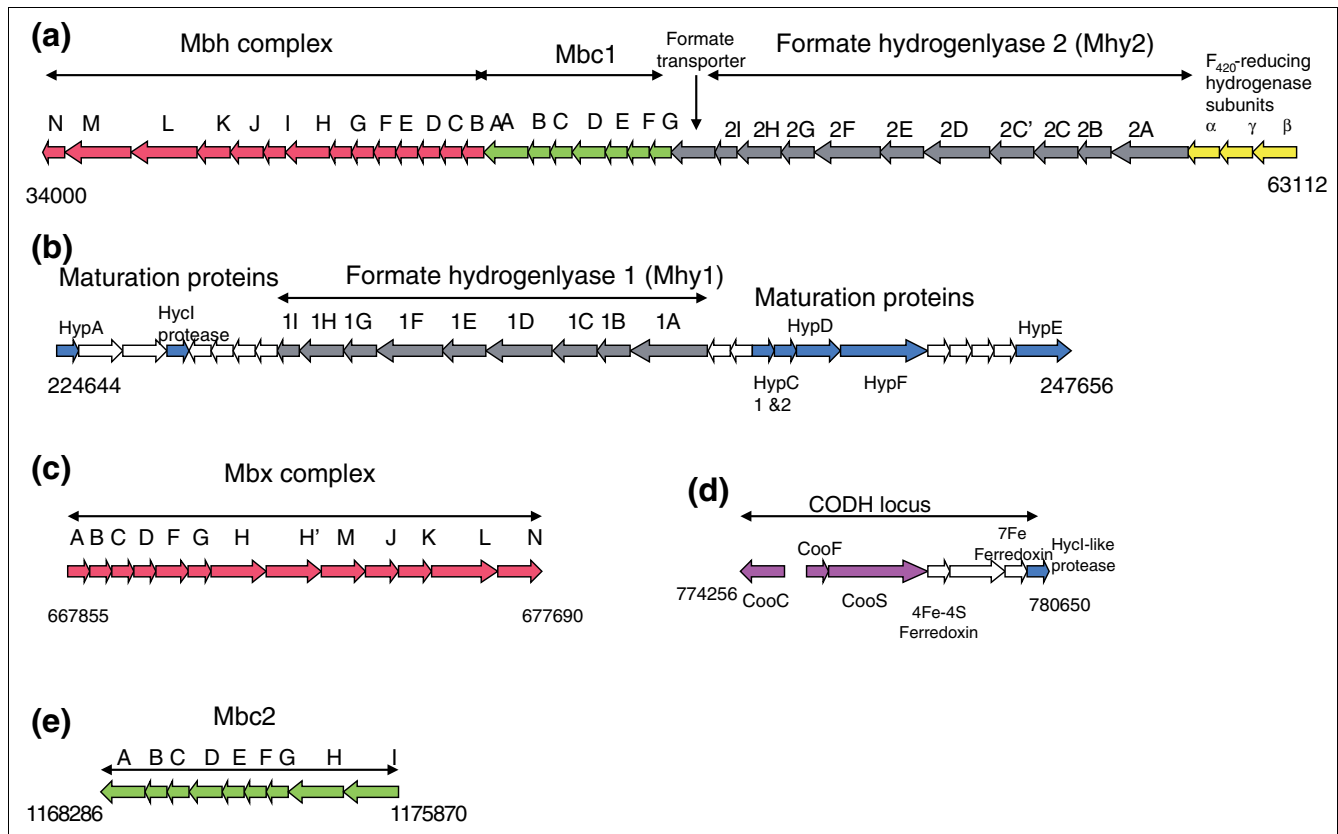 (a)
Mbh complex
Mbc1
Formate
transporter
Formate hydrogenlyase 2 (Mhy2)
F420-reducing
hydrogenase
subunits
α γ β
N M L K J I H G F E D C B A A B C D E F G 2I 2H 2G 2F 2E 2D 2C' 2C 2B 2A
34000
63112
(b)
Maturation proteins
Formate hydrogenlyase 1 (Mhy1)
Maturation proteins
HypA
HycI
protease
1I 1H 1G 1F 1E 1D 1C 1B 1A
HypD
HypE
224644
HypC
1 &2
HypF
247656
(c)
Mbx complex
A B C D F G H H' M J K L N
667855
677690
(d)
CODH locus
7Fe
Ferredoxin
HycI-like
protease
CooF
774256
CooC
CooS
4Fe-4S
Ferredoxin
780650
(e)
Mbc2
A B C D E F G H I
1168286
1175870